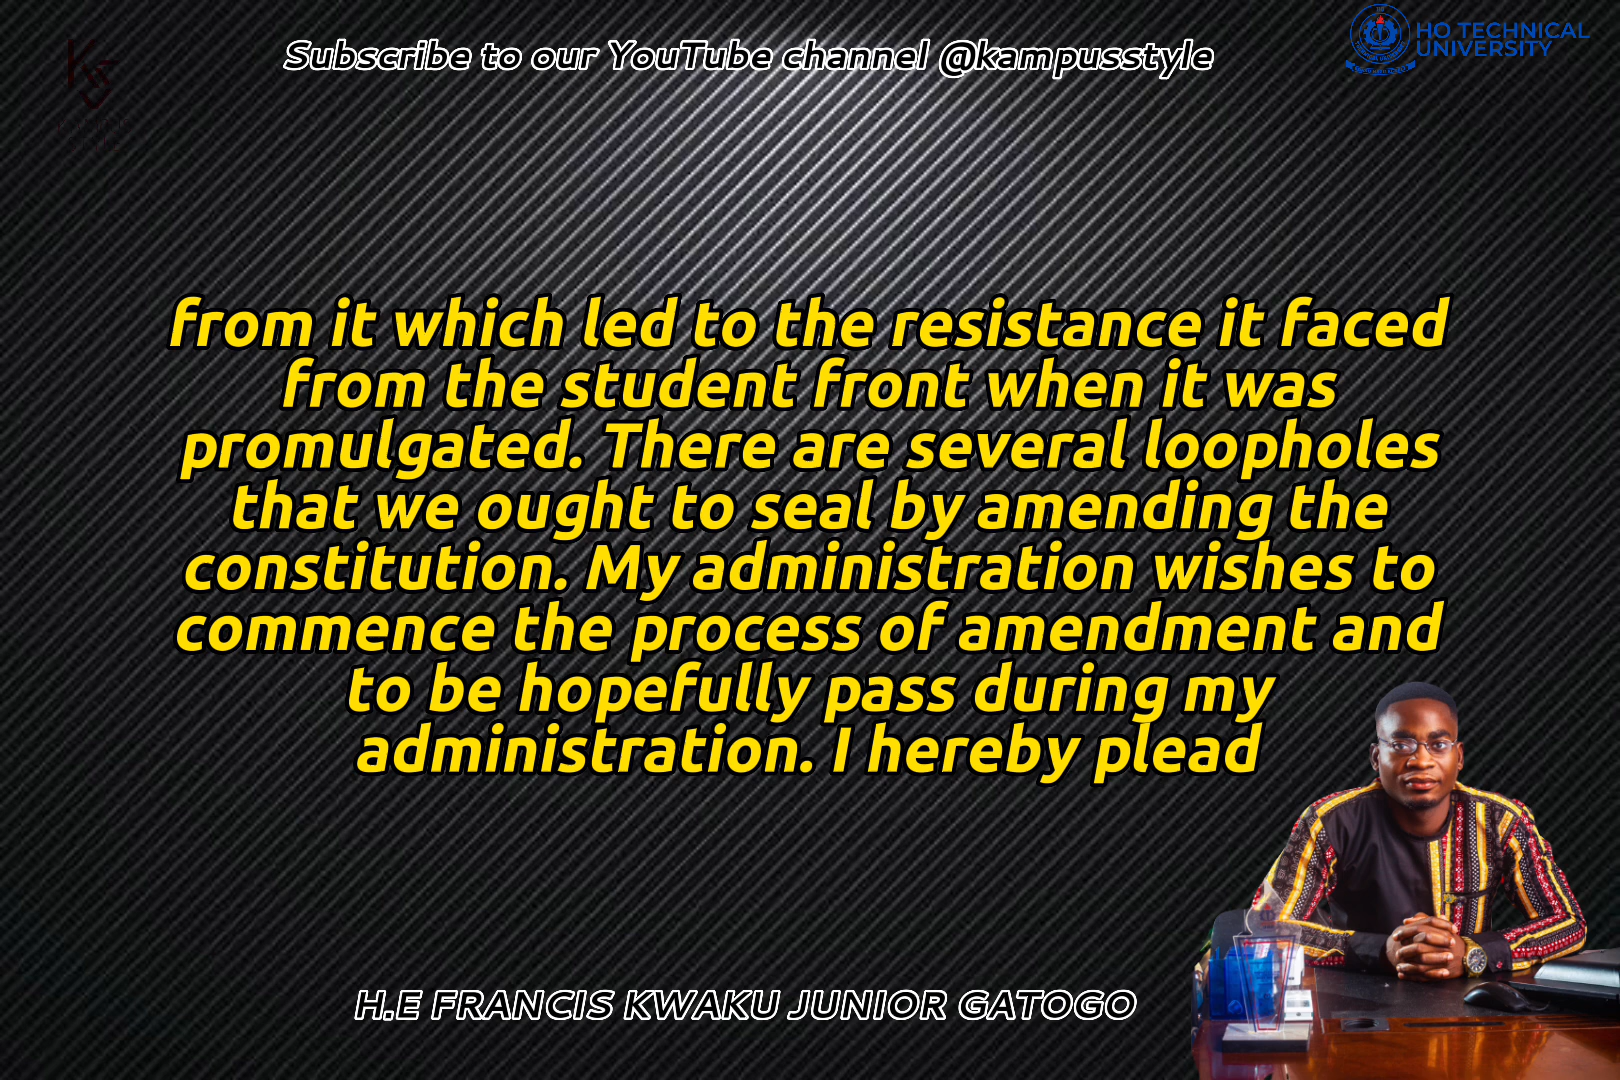 Subscribe to our YouTube channel @kampusstyle
HO TECHNICAL
UNIVERSITY
from it which led to the resistance it faced
from the student front when it was
promulgated. There are several loopholes
that we ought to seal by amending the
constitution. My administration wishes to
commence the process of amendment and
to be hopefully pass during my
administration. I hereby plead
H.E FRANCIS KWAKU JUNIOR GATOGO